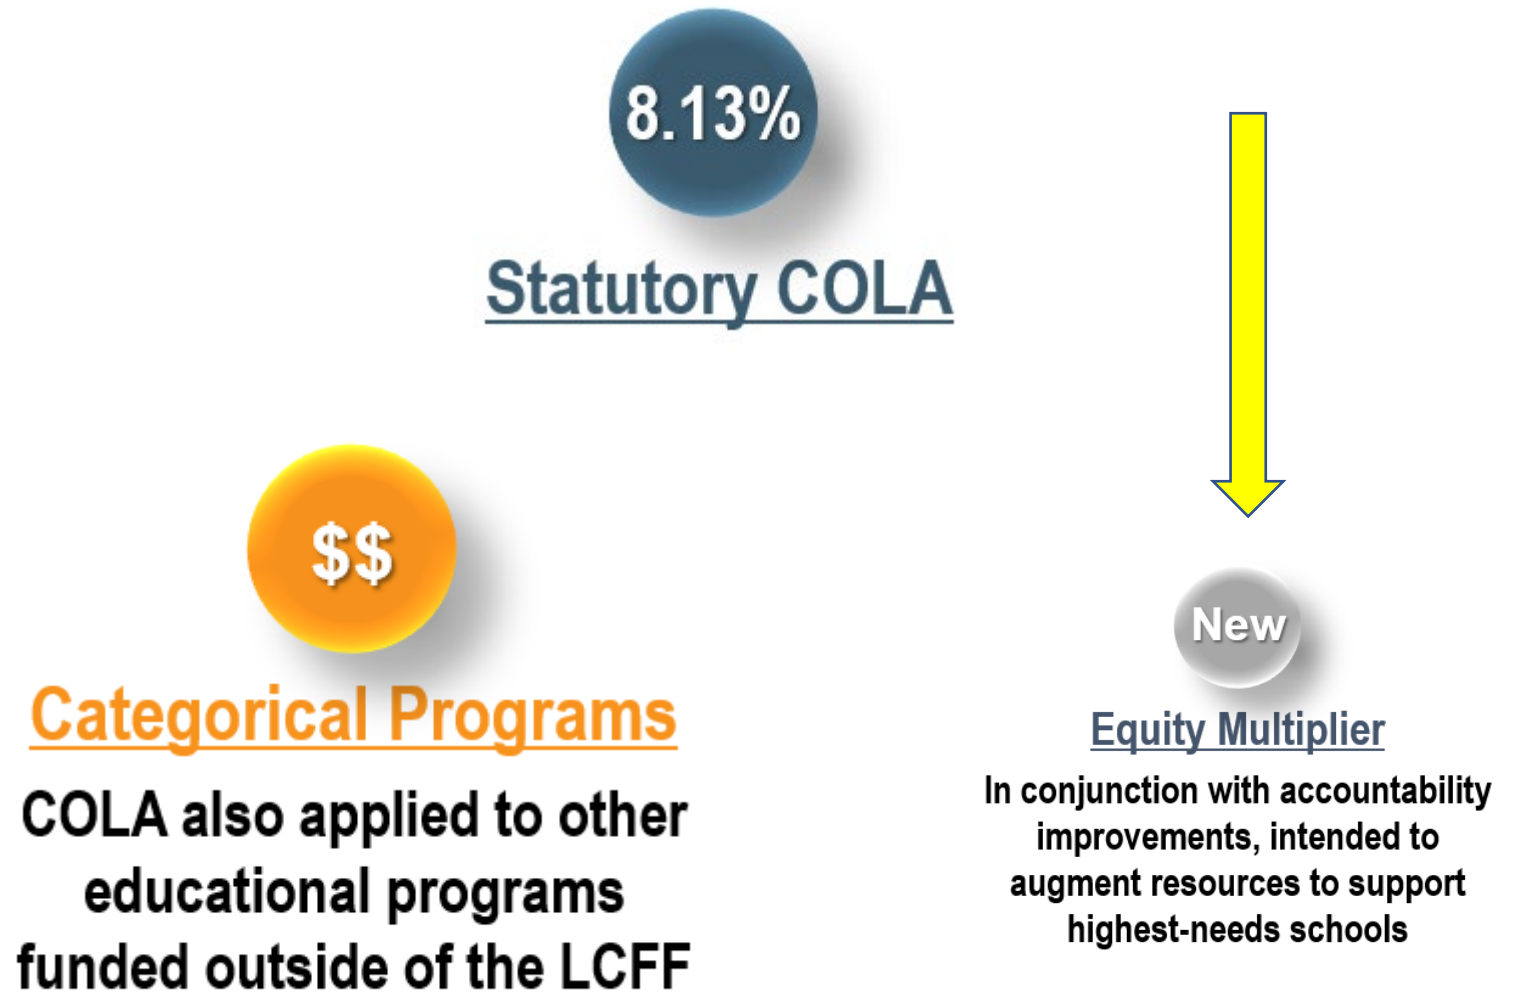 8.13%
Statutory COLA
$$
Categorical Programs
COLA also applied to other
educational programs
funded outside of the LCFF
New
Equity Multiplier
In conjunction with accountability
improvements, intended to
augment resources to support
highest-needs schools